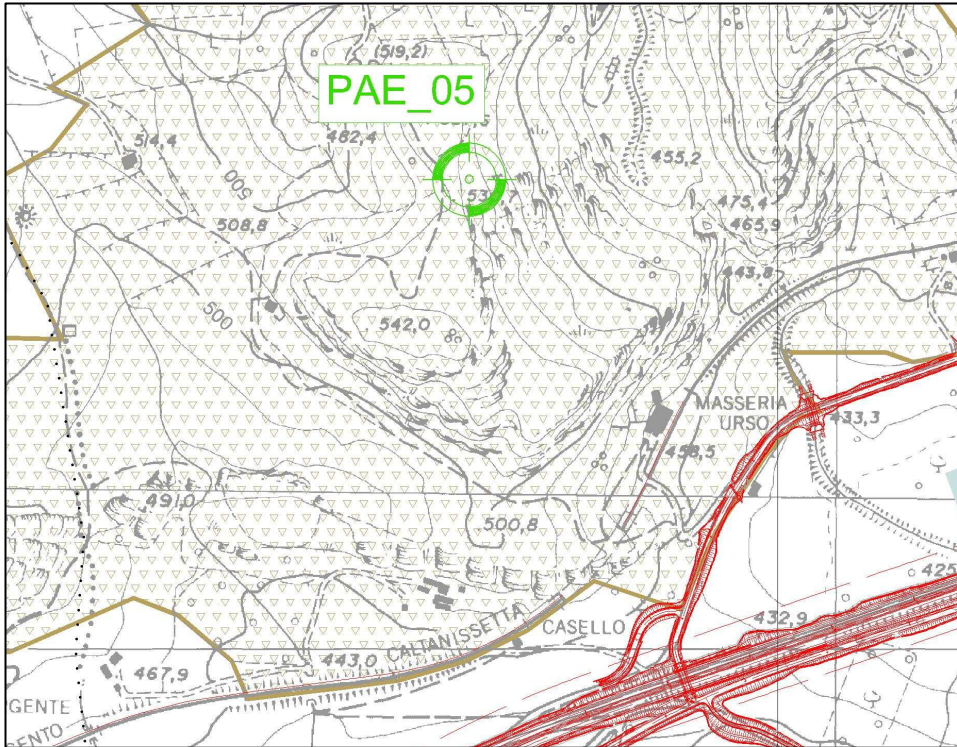 (519,2)
PAE_05
482,4
514,4
455,2
475,4
465,9
508,8
443,8
500
500
542,0
MASSERIA
URSO
433,3
458,5
491,0
500,8
425
432,9
CASELLO
CALTANISSETTA
443,0
467,9
GENTE
SENTO